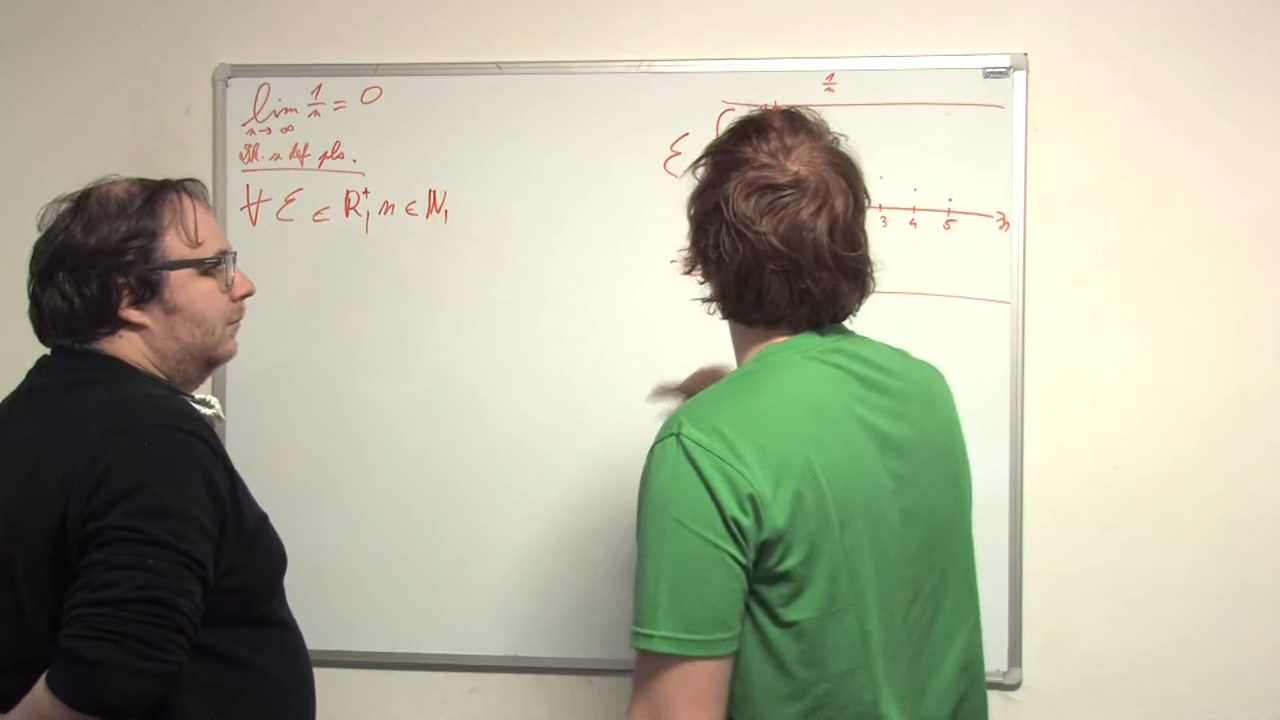 lim 1/n = 0
n → ∞
∀ ε ∈ ℝ⁺, n ∈ ℕ,
1/n
ε
3 4 5 n